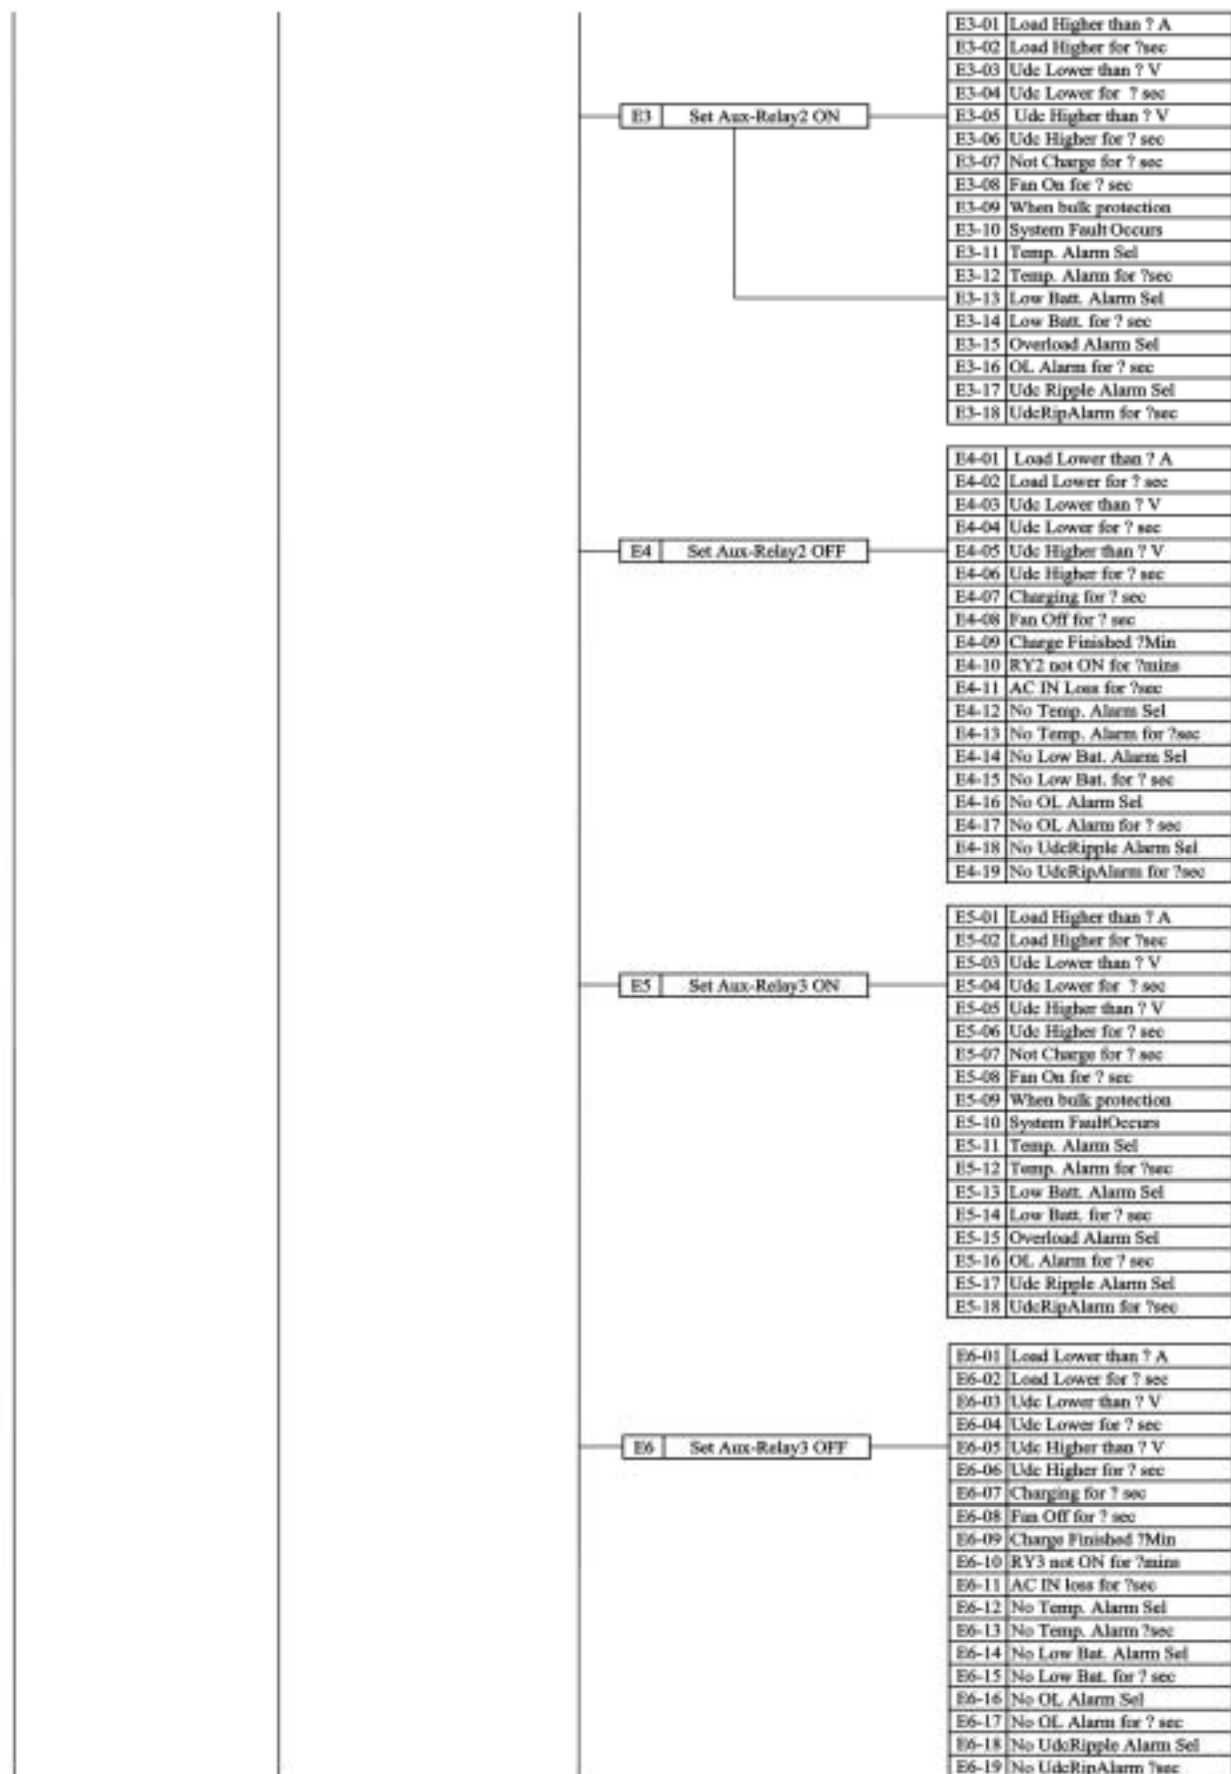 E3-01 Load Higher than ? A
E3-02 Load Higher for ?sec
E3-03 Udc Lower than ? V
E3-04 Udc Lower for ? sec
E3 Set Aux-Relay2 ON
E3-05 Udc Higher than ? V
E3-06 Udc Higher for ? sec
E3-07 Not Charge for ? sec
E3-08 Fan On for ? sec
E3-09 When bulk protection
E3-10 System Fault Occurs
E3-11 Temp. Alarm Sel
E3-12 Temp. Alarm for ?sec
E3-13 Low Batt. Alarm Sel
E3-14 Low Batt. for ? sec
E3-15 Overload Alarm Sel
E3-16 OL Alarm for ? sec
E3-17 Udc Ripple Alarm Sel
E3-18 UdcRipAlarm for ?sec
E4-01 Load Lower than ? A
E4-02 Load Lower for ? sec
E4-03 Udc Lower than ? V
E4-04 Udc Lower for ? sec
E4 Set Aux-Relay2 OFF
E4-05 Udc Higher than ? V
E4-06 Udc Higher for ? sec
E4-07 Charging for ? sec
E4-08 Fan Off for ? sec
E4-09 Charge Finished ?Min
E4-10 RY2 not ON for ?mins
E4-11 AC IN Loss for ?sec
E4-12 No Temp. Alarm Sel
E4-13 No Temp. Alarm for ?sec
E4-14 No Low Bat. Alarm Sel
E4-15 No Low Bat. for ? sec
E4-16 No OL Alarm Sel
E4-17 No OL Alarm for ? sec
E4-18 No UdcRipple Alarm Sel
E4-19 No UdcRipAlarm for ?sec
E5-01 Load Higher than ? A
E5-02 Load Higher for ?sec
E5-03 Udc Lower than ? V
E5 Set Aux-Relay3 ON
E5-04 Udc Lower for ? sec
E5-05 Udc Higher than ? V
E5-06 Udc Higher for ? sec
E5-07 Not Charge for ? sec
E5-08 Fan On for ? sec
E5-09 When bulk protection
E5-10 System FaultOccurs
E5-11 Temp. Alarm Sel
E5-12 Temp. Alarm for ?sec
E5-13 Low Batt. Alarm Sel
E5-14 Low Batt. for ? sec
E5-15 Overload Alarm Sel
E5-16 OL Alarm for ? sec
E5-17 Udc Ripple Alarm Sel
E5-18 UdcRipAlarm for ?sec
E6-01 Load Lower than ? A
E6-02 Load Lower for ? sec
E6-03 Udc Lower than ? V
E6-04 Udc Lower for ? sec
E6 Set Aux-Relay3 OFF
E6-05 Udc Higher than ? V
E6-06 Udc Higher for ? sec
E6-07 Charging for ? sec
E6-08 Fan Off for ? sec
E6-09 Charge Finished ?Min
E6-10 RY3 not ON for ?mins
E6-11 AC IN loss for ?sec
E6-12 No Temp. Alarm Sel
E6-13 No Temp. Alarm ?sec
E6-14 No Low Bat. Alarm Sel
E6-15 No Low Bat. for ? sec
E6-16 No OL Alarm Sel
E6-17 No OL Alarm for ? sec
E6-18 No UdcRipple Alarm Sel
E6-19 No UdcRipAlarm ?sec